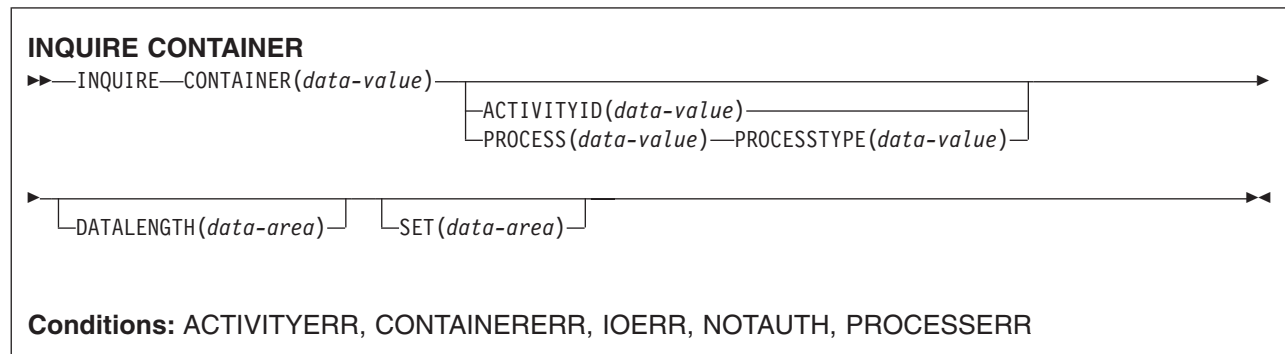 INQUIRE CONTAINER
INQUIRE CONTAINER(data-value)
ACTIVITYID(data-value)
PROCESS(data-value) PROCESSTYPE(data-value)
DATALENGTH(data-area) SET(data-area)
Conditions: ACTIVITYERR, CONTAINERERR, IOERR, NOTAUTH, PROCESSERR